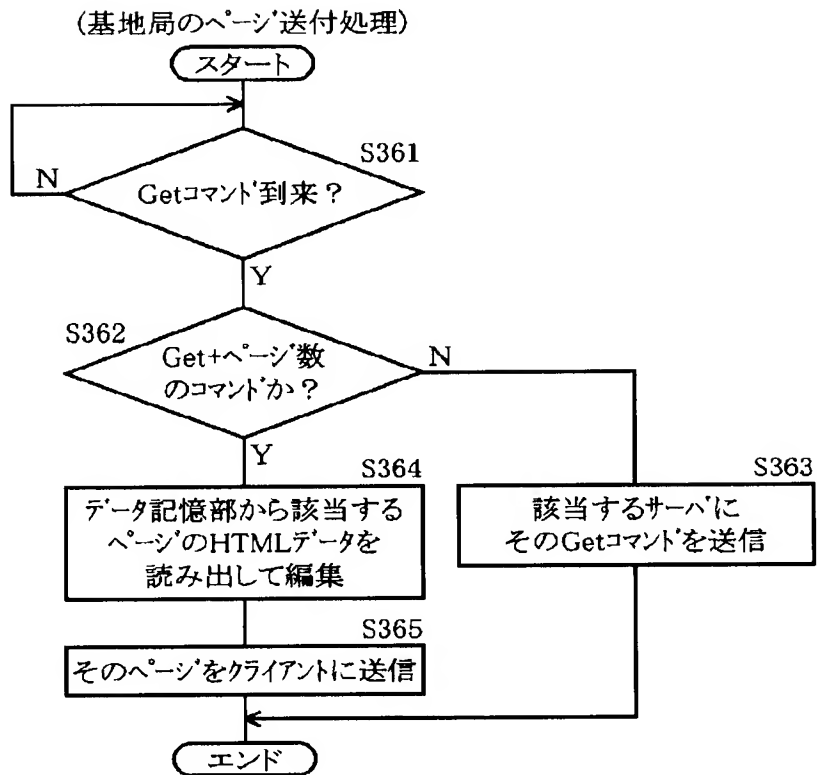 (基地局のページ送付処理)
スタート
S361
N
Getコマンド到来？
Y
S362
Get+ページ数
のコマンドか？
N
Y
S364
データ記憶部から該当する
ページのHTMLデータを
読み出して編集
S363
該当するサーバに
そのGetコマンドを送信
S365
そのページをクライアントに送信
エンド